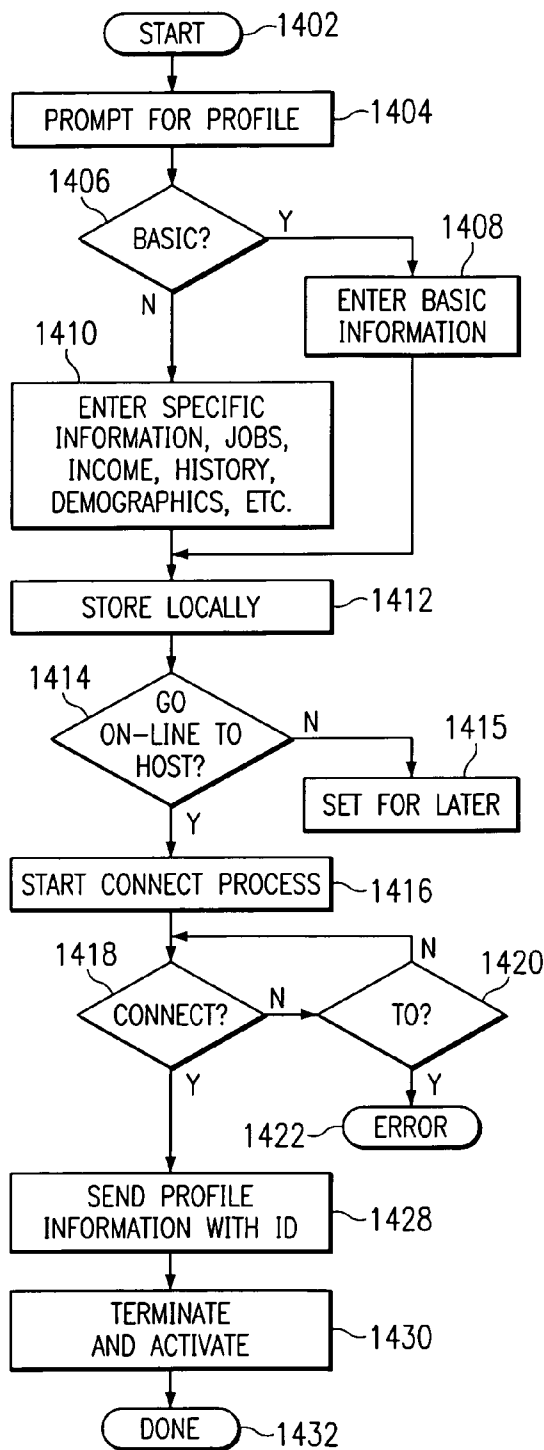 START
1402
PROMPT FOR PROFILE
1404
1406
BASIC?
Y
N
1408
ENTER BASIC
INFORMATION
1410
ENTER SPECIFIC
INFORMATION, JOBS,
INCOME, HISTORY,
DEMOGRAPHICS, ETC.
STORE LOCALLY
1412
1414
GO
ON-LINE TO
HOST?
N
Y
1415
SET FOR LATER
START CONNECT PROCESS
1416
1418
CONNECT?
N
Y
N
1420
TO?
Y
1422
ERROR
SEND PROFILE
INFORMATION WITH ID
1428
TERMINATE
AND ACTIVATE
1430
DONE
1432